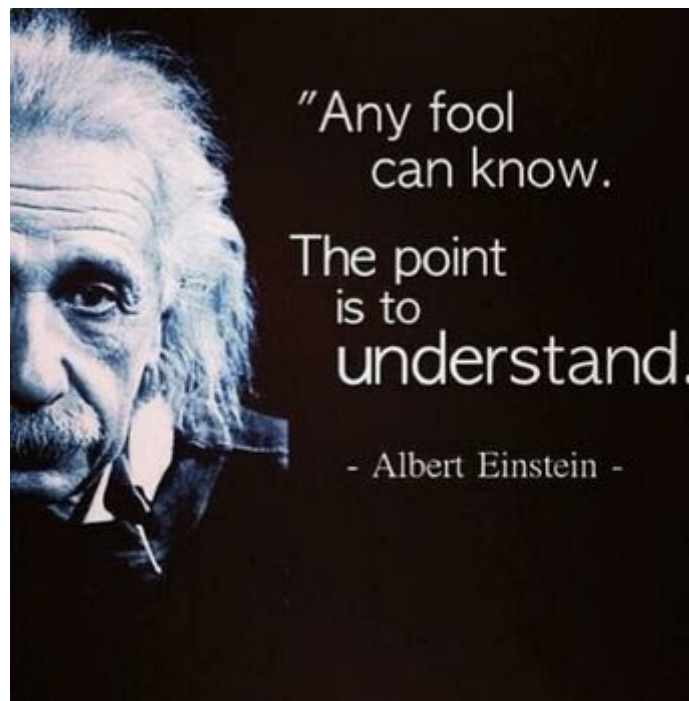 "Any fool
can know.
The point
is to
understand.
- Albert Einstein -